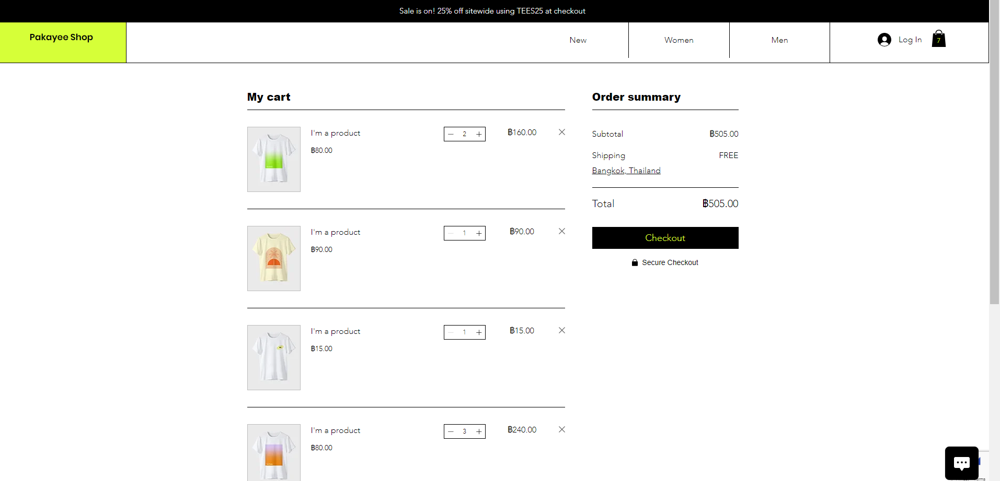 Sale is on! 25% off sitewide using TEES25 at checkout
Pakayee Shop
New
Women
Men
Log In
7
My cart
I'm a product
฿80.00
2
฿160.00
I'm a product
฿90.00
1
฿90.00
I'm a product
฿15.00
1
฿15.00
I'm a product
฿80.00
3
฿240.00
Order summary
Subtotal
฿505.00
Shipping
FREE
Bangkok, Thailand
Total
฿505.00
Checkout
Secure Checkout